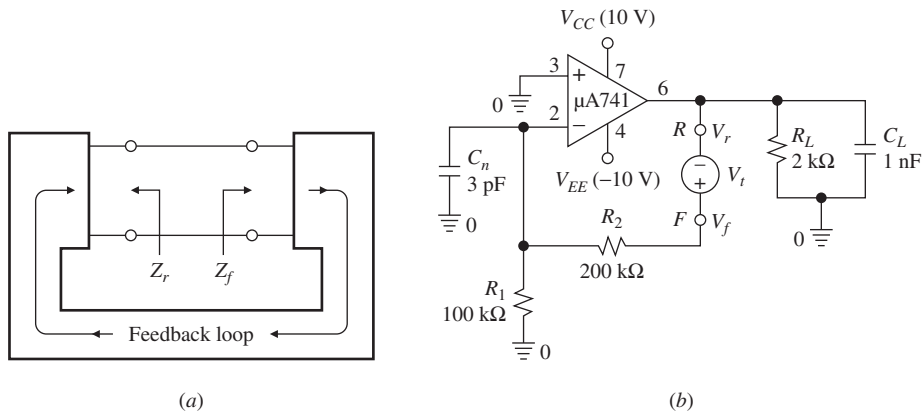 Z_r
Z_f
Feedback loop
(a)
V_CC (10 V)
3
+
7
μA741
6
0
2
−
4
R
V_r
R_L
2 kΩ
C_L
1 nF
C_n
3 pF
V_EE (−10 V)
−
+
V_t
0
R_2
F
V_f
0
200 kΩ
R_1
100 kΩ
0
(b)